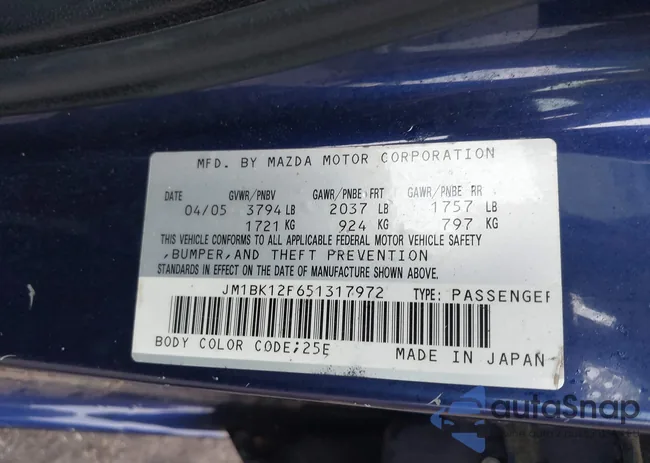 MFD. BY MAZDA MOTOR CORPORATION
DATE GVWR/PNBV GAWR/PNBE FRT GAWR/PNBE RR
04/05 3794 LB 2037 LB 1757 LB
1721 KG 924 KG 797 KG
THIS VEHICLE CONFORMS TO ALL APPLICABLE FEDERAL MOTOR VEHICLE SAFETY
,BUMPER,AND THEFT PREVENTION
STANDARDS IN EFFECT ON THE DATE OF MANUFACTURE SHOWN ABOVE.
JM1BK12F651317972 TYPE: PASSENGER
BODY COLOR CODE;25E MADE IN JAPAN
autoSnap